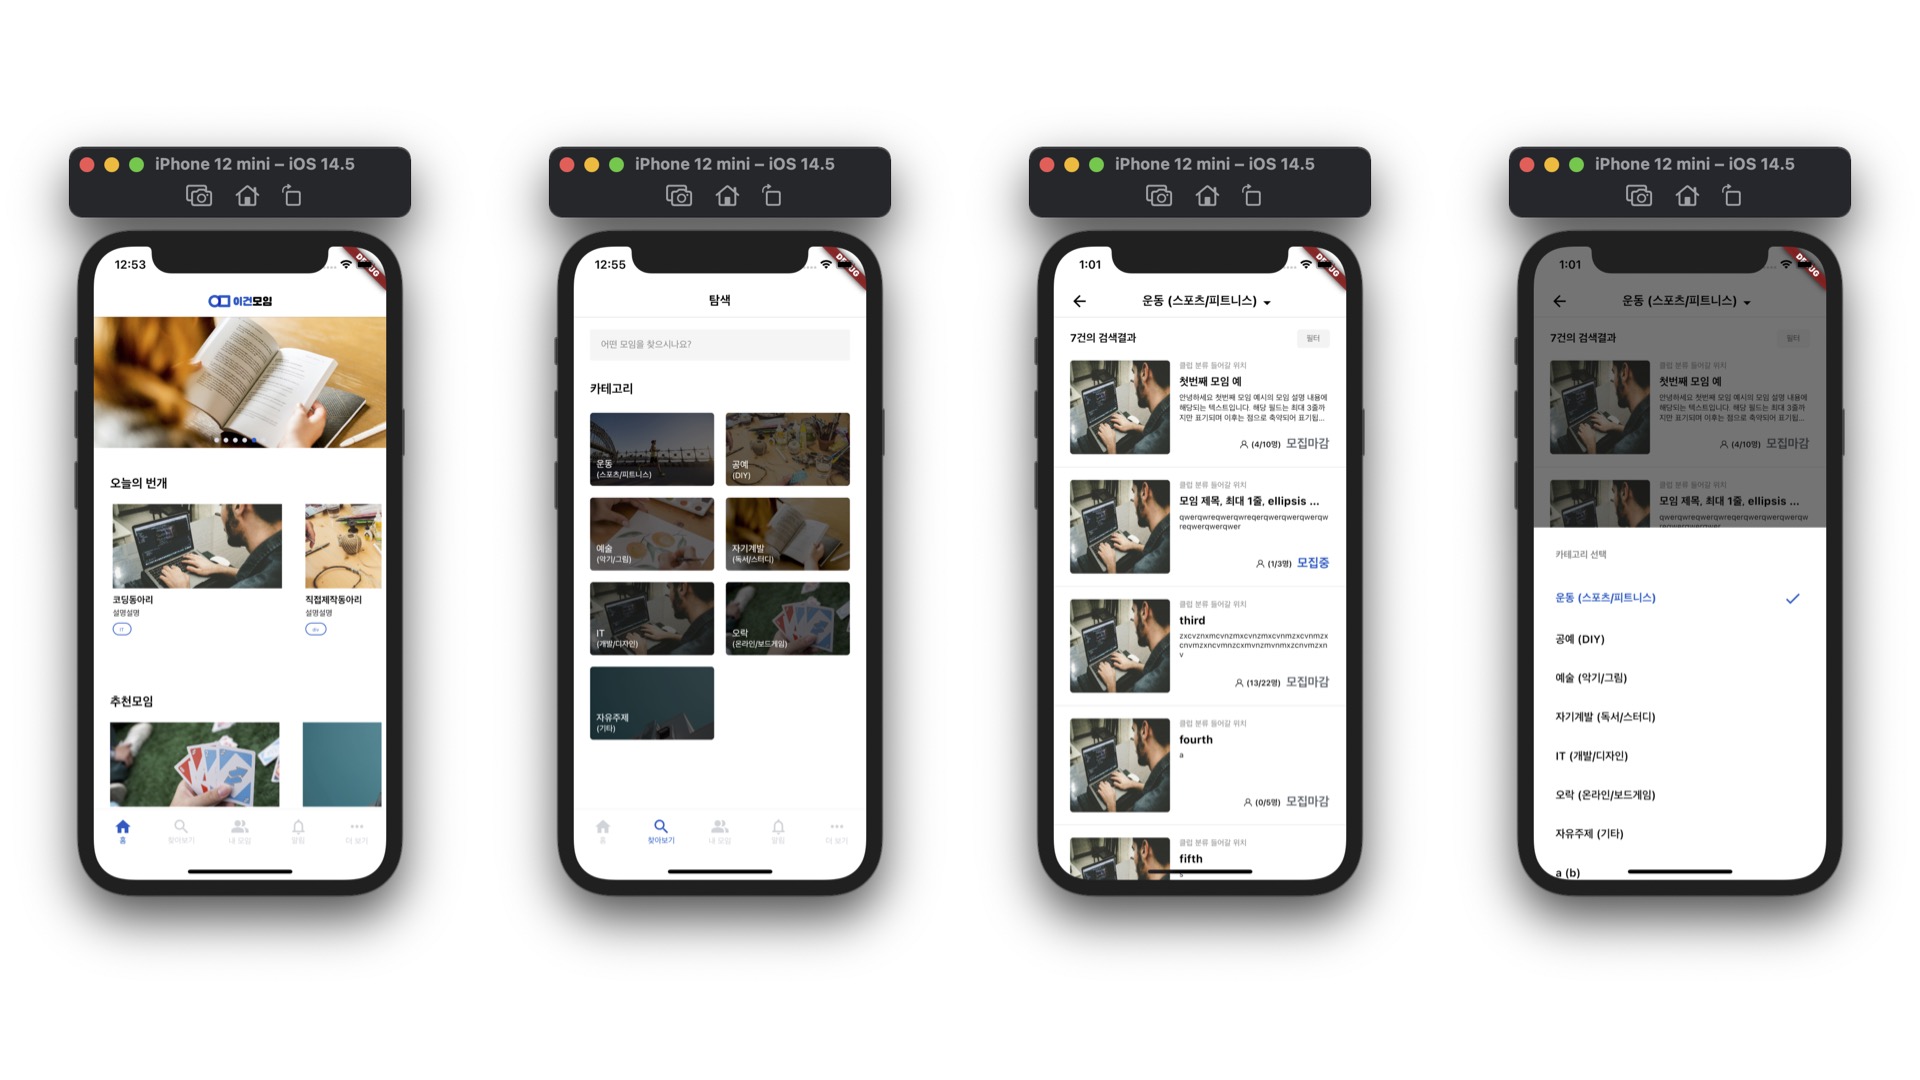 iPhone 12 mini – iOS 14.5
12:53
DEBUG
이건모임
오늘의 번개
코딩동아리
설명설명
IT
직접제작동아리
설명설명
diy
추천모임
홈
찾아보기
내 모임
알림
더 보기
iPhone 12 mini – iOS 14.5
12:55
DEBUG
탐색
어떤 모임을 찾으시나요?
카테고리
운동
(스포츠/피트니스)
공예
(DIY)
예술
(악기/그림)
자기계발
(독서/스터디)
IT
(개발/디자인)
오락
(온라인/보드게임)
자유주제
(기타)
홈
찾아보기
내 모임
알림
더 보기
iPhone 12 mini – iOS 14.5
1:01
DEBUG
운동 (스포츠/피트니스)
7건의 검색결과
필터
클럽 분류 들어갈 위치
첫번째 모임 예
안녕하세요 첫번째 모임 예시의 모임 설명 내용에
해당되는 텍스트입니다. 해당 필드는 최대 3줄까
지만 표기되며 이후는 점으로 축약되어 표기됩...
(4/10명) 모집마감
클럽 분류 들어갈 위치
모임 제목, 최대 1줄, ellipsis ...
qwerqwreqwerqwreqerqwerqwerqwerqw
reqwerqwerqwer
(1/3명) 모집중
클럽 분류 들어갈 위치
third
zxcvznxmcvnzmxcvnzmxcvnmzxcvnmzx
cnvmzxncvmnzcxmvnzmvnmxzcnvmzxn
v
(13/22명) 모집마감
클럽 분류 들어갈 위치
fourth
a
(0/5명) 모집마감
클럽 분류 들어갈 위치
fifth
iPhone 12 mini – iOS 14.5
1:01
DEBUG
운동 (스포츠/피트니스)
7건의 검색결과
필터
클럽 분류 들어갈 위치
첫번째 모임 예
안녕하세요 첫번째 모임 예시의 모임 설명 내용에
해당되는 텍스트입니다. 해당 필드는 최대 3줄까
지만 표기되며 이후는 점으로 축약되어 표기됩...
(4/10명) 모집마감
클럽 분류 들어갈 위치
모임 제목, 최대 1줄, ellipsis ...
qwerqwreqwerqwreqerqwerqwerqwerqw
reqwerqwerqwer
카테고리 선택
운동 (스포츠/피트니스)
공예 (DIY)
예술 (악기/그림)
자기계발 (독서/스터디)
IT (개발/디자인)
오락 (온라인/보드게임)
자유주제 (기타)
a (b)